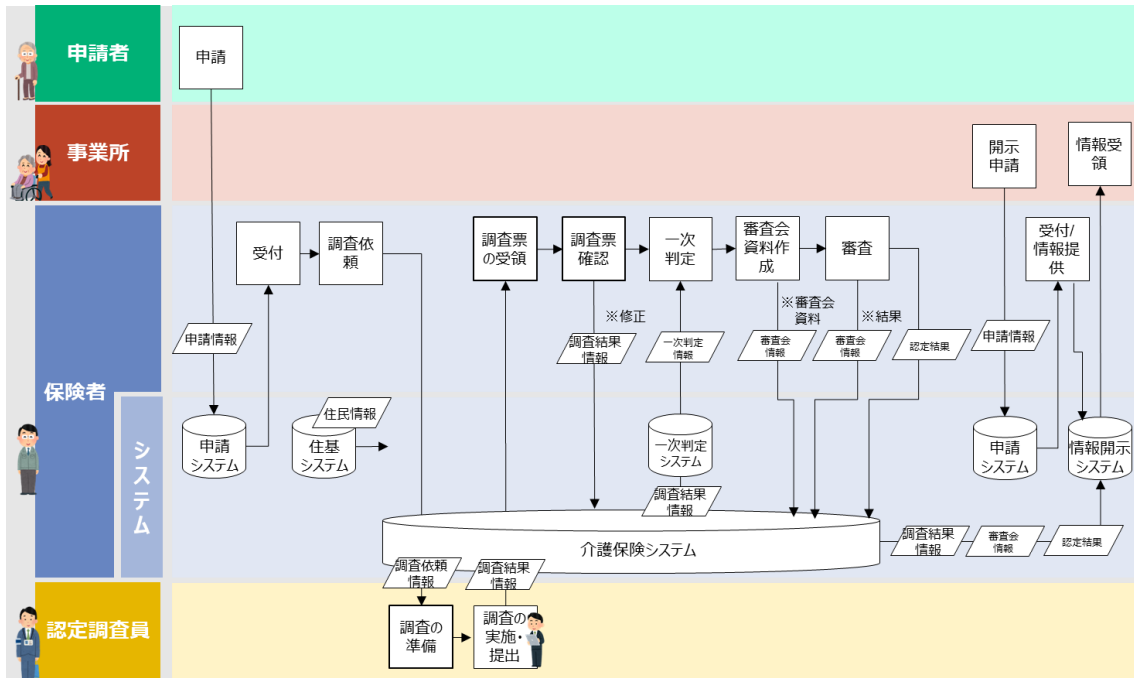 申請者
申請
事業所
開示
申請
情報受
領
保険者
受付
調査依
頼
調査票
の受領
調査票
確認
一次
判定
審査会
資料作
成
審査
受付/
情報提
供
※修正
※審査会
資料
※結果
申請情報
調査結果
情報
一次判定
情報
審査会
情報
審査会
情報
認定結果
申請情報
システム
申請
システム
住民情報
住基
システム
一次判定
システム
調査結果
情報
申請
システム
情報開示
システム
介護保険システム
調査結果
情報
審査会
情報
認定結果
調査依頼
情報
調査結果
情報
認定調査員
調査の
準備
調査の
実施・
提出